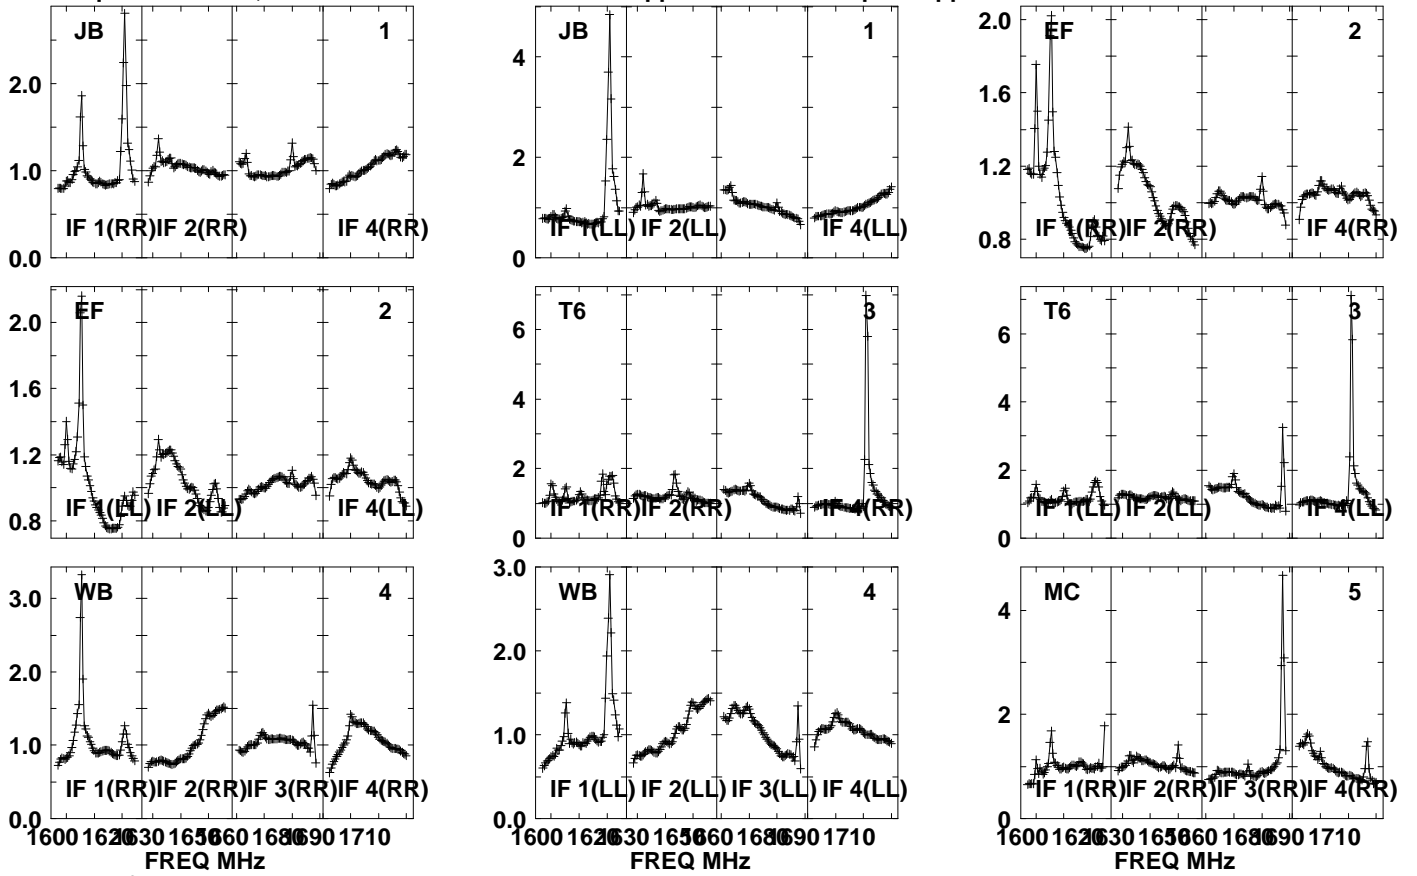 JB 1 JB 1 EF 2
2.0 4 2.0
1.0 2 1.6
0.0 0 1.2
0.8
IF 1(RR) IF 2(RR) IF 4(RR) IF 1(LL) IF 2(LL) IF 4(LL) IF 1(RR) IF 2(RR) IF 4(RR)
EF 2 T6 3 T6 3
2.0 6 6
1.6 4 4
1.2 2 2
0.8 0 0
IF 1(LL) IF 2(LL) IF 4(LL) IF 1(RR) IF 2(RR) IF 4(RR) IF 1(LL) IF 2(LL) IF 4(LL)
WB 4 WB 4 MC 5
3.0 3.0 4
2.0 2.0 2
1.0 1.0 0
0.0 0.0
IF 1(RR) IF 2(RR) IF 3(RR) IF 4(RR) IF 1(LL) IF 2(LL) IF 3(LL) IF 4(LL) IF 1(RR) IF 2(RR) IF 3(RR) IF 4(RR)
1600 1620 1630 1650 1660 1680 1690 1710 1600 1620 1630 1650 1660 1680 1690 1710 1600 1620 1630 1650 1660 1680 1690 1710
FREQ MHz FREQ MHz FREQ MHz